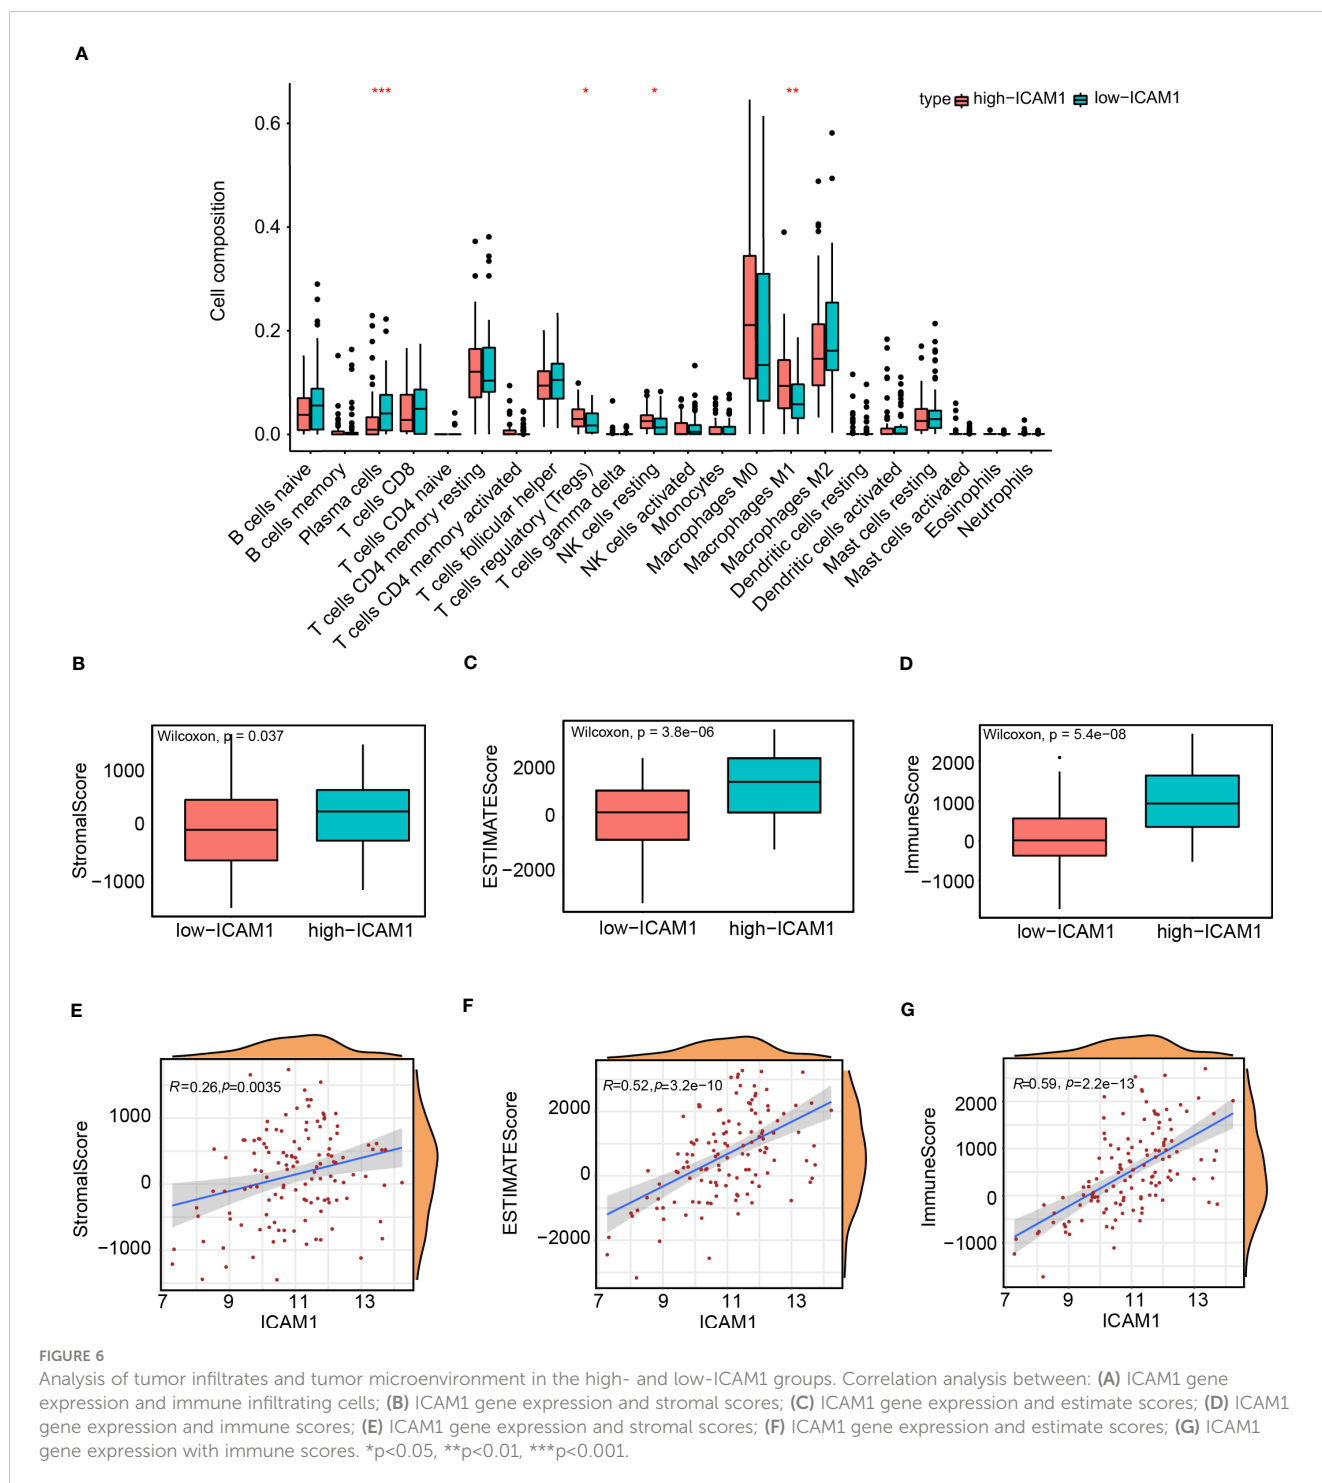 A
*** * * **
type high−ICAM1 low−ICAM1
Cell composition
0.6
0.4
0.2
0.0
B cells naive
B cells memory
Plasma cells
T cells CD8
T cells CD4 naive
T cells CD4 memory resting
T cells CD4 memory activated
T cells follicular helper
T cells regulatory (Tregs)
T cells gamma delta
NK cells resting
NK cells activated
Monocytes
Macrophages M0
Macrophages M1
Macrophages M2
Dendritic cells resting
Dendritic cells activated
Mast cells resting
Mast cells activated
Eosinophils
Neutrophils
B
Wilcoxon, p = 0.037
StromalScore
1000
0
−1000
low−ICAM1 high−ICAM1
C
Wilcoxon, p = 3.8e−06
ESTIMATEScore
2000
0
−2000
low−ICAM1 high−ICAM1
D
Wilcoxon, p = 5.4e−08
ImmuneScore
2000
1000
0
−1000
low−ICAM1 high−ICAM1
E
R=0.26,p=0.0035
StromalScore
1000
0
−1000
7 9 11 13
ICAM1
F
R=0.52,p=3.2e−10
ESTIMATEScore
2000
0
−2000
7 9 11 13
ICAM1
G
R=0.59, p=2.2e−13
ImmuneScore
2000
1000
0
−1000
7 9 11 13
ICAM1
FIGURE 6
Analysis of tumor infiltrates and tumor microenvironment in the high- and low-ICAM1 groups. Correlation analysis between: (A) ICAM1 gene
expression and immune infiltrating cells; (B) ICAM1 gene expression and stromal scores; (C) ICAM1 gene expression and estimate scores; (D) ICAM1
gene expression and immune scores; (E) ICAM1 gene expression and stromal scores; (F) ICAM1 gene expression and estimate scores; (G) ICAM1
gene expression with immune scores. *p<0.05, **p<0.01, ***p<0.001.